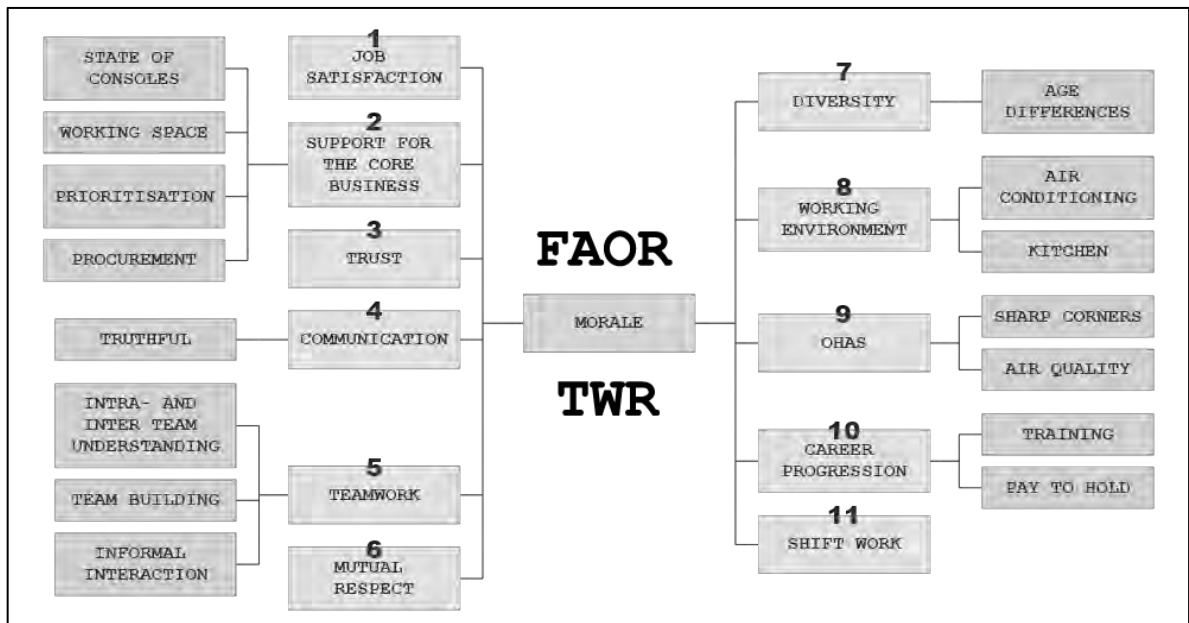 STATE OF
CONSOLES
WORKING SPACE
PRIORITISATION
PROCUREMENT
TRUTHFUL
INTRA- AND
INTER TEAM
UNDERSTANDING
TEAM BUILDING
INFORMAL
INTERACTION
1
JOB
SATISFACTION
2
SUPPORT FOR
THE CORE
BUSINESS
3
TRUST
4
COMMUNICATION
5
TEAMWORK
6
MUTUAL
RESPECT
FAOR
MORALE
TWR
7
DIVERSITY
8
WORKING
ENVIRONMENT
9
OHAS
10
CAREER
PROGRESSION
11
SHIFT WORK
AGE
DIFFERENCES
AIR
CONDITIONING
KITCHEN
SHARP CORNERS
AIR QUALITY
TRAINING
PAY TO HOLD